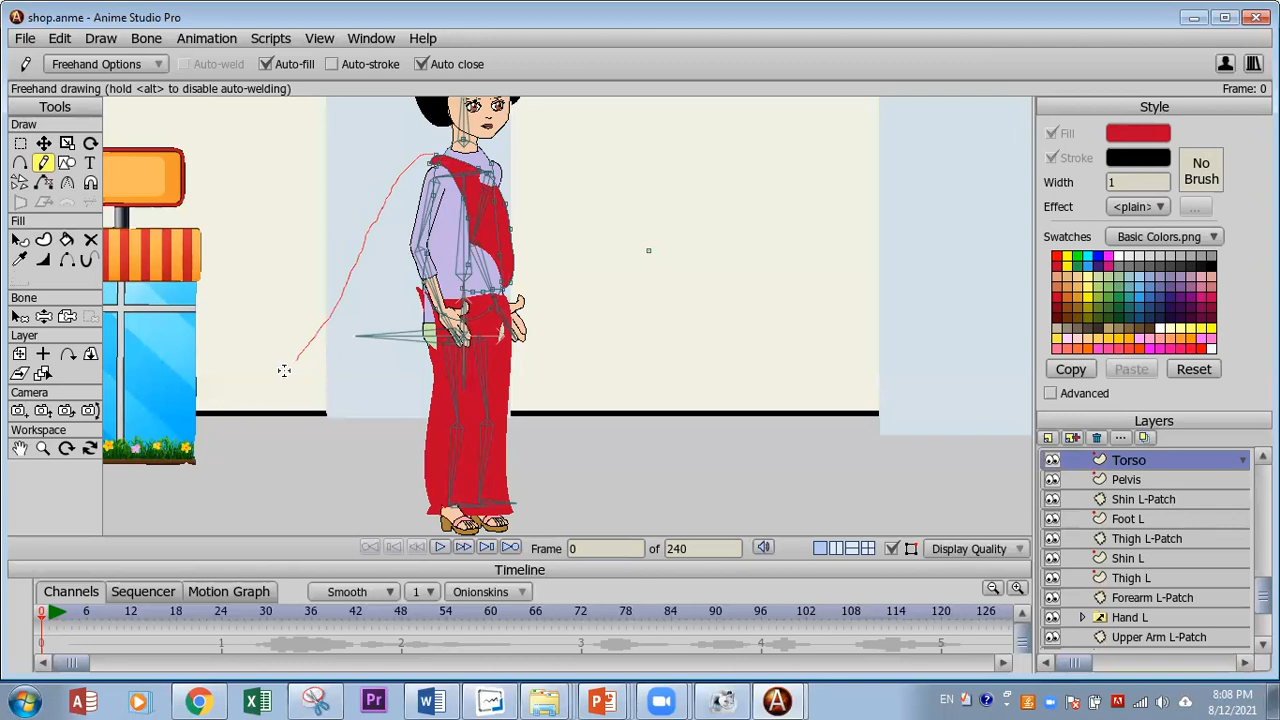 shop.anme - Anime Studio Pro
File Edit Draw Bone Animation Scripts View Window Help
Freehand Options Auto-weld Auto-fill Auto-stroke Auto close
Freehand drawing (hold <alt> to disable auto-welding) Frame: 0
Tools
Draw
T
Fill
Bone
Layer
Camera
Workspace
Style
Fill
Stroke
No
Brush
Width 1
Effect <plain> ...
Swatches Basic Colors.png
Copy Paste Reset
Advanced
Layers
Torso
Pelvis
Shin L-Patch
Foot L
Thigh L-Patch
Shin L
Thigh L
Forearm L-Patch
Hand L
Upper Arm L-Patch
Frame 0 of 240 Display Quality
Timeline
Channels Sequencer Motion Graph Smooth 1 Onionskins
0 6 12 18 24 30 36 42 48 54 60 66 72 78 84 90 96 102 108 114 120 126
0 1 2 3 4 5
EN 8:08 PM
8/12/2021